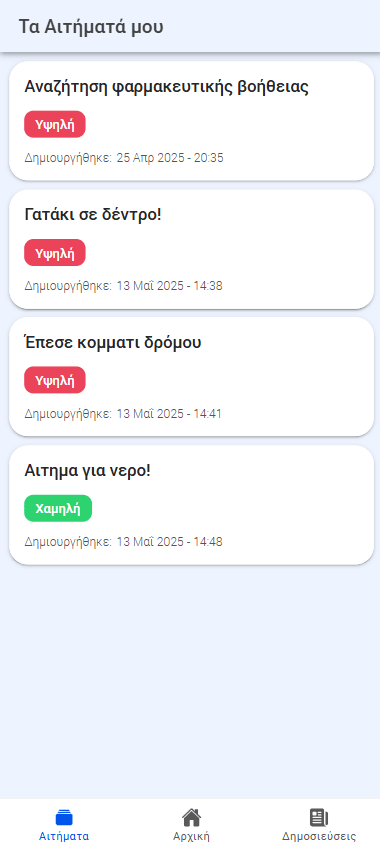 Τα Αιτήματά μου
Αναζήτηση φαρμακευτικής βοήθειας
Υψηλή
Δημιουργήθηκε: 25 Απρ 2025 - 20:35
Γατάκι σε δέντρο!
Υψηλή
Δημιουργήθηκε: 13 Μαΐ 2025 - 14:38
Έπεσε κομματι δρόμου
Υψηλή
Δημιουργήθηκε: 13 Μαΐ 2025 - 14:41
Αιτημα για νερο!
Χαμηλή
Δημιουργήθηκε: 13 Μαΐ 2025 - 14:48
Αιτήματα
Αρχική
Δημοσιεύσεις